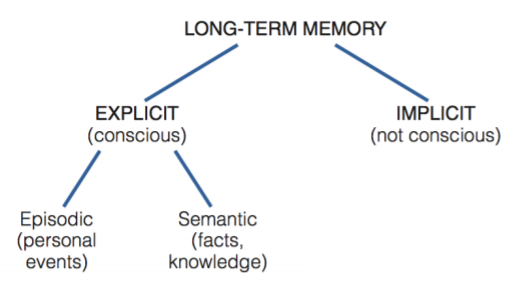 LONG-TERM MEMORY
EXPLICIT
(conscious)
IMPLICIT
(not conscious)
Episodic
(personal
events)
Semantic
(facts,
knowledge)